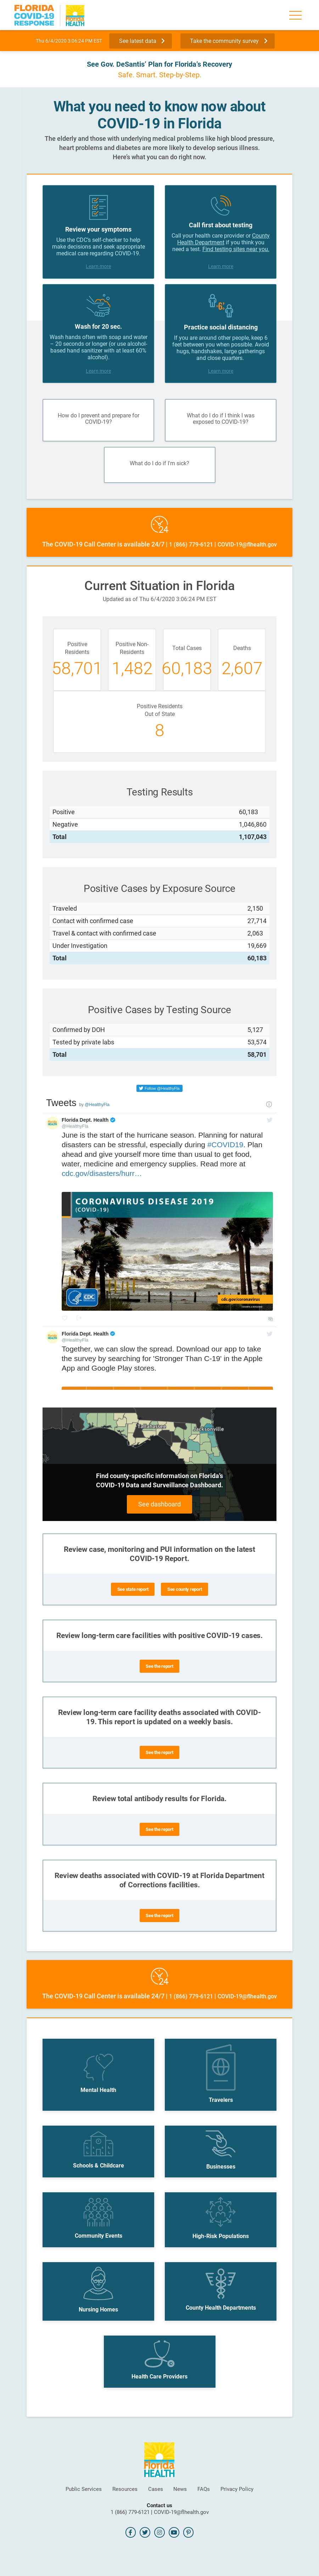 FLORIDA
COVID-19
RESPONSE
Florida
HEALTH
Thu 6/4/2020 3:06:24 PM EST
See latest data
Take the community survey
See Gov. DeSantis' Plan for Florida's Recovery
Safe. Smart. Step-by-Step.
What you need to know now about
COVID-19 in Florida
The elderly and those with underlying medical problems like high blood pressure,
heart problems and diabetes are more likely to develop serious illness.
Here's what you can do right now.
Review your symptoms
Use the CDC's self-checker to help
make decisions and seek appropriate
medical care regarding COVID-19.
Learn more
Call first about testing
Call your health care provider or County
Health Department if you think you
need a test. Find testing sites near you.
Learn more
Wash for 20 sec.
Wash hands often with soap and water
– 20 seconds or longer (or use alcohol-
based hand sanitizer with at least 60%
alcohol).
Learn more
Practice social distancing
If you are around other people, keep 6
feet between you when possible. Avoid
hugs, handshakes, large gatherings
and close quarters.
Learn more
How do I prevent and prepare for
COVID-19?
What do I do if I think I was
exposed to COVID-19?
What do I do if I'm sick?
24
The COVID-19 Call Center is available 24/7 | 1 (866) 779-6121 | COVID-19@flhealth.gov
Current Situation in Florida
Updated as of Thu 6/4/2020 3:06:24 PM EST
Positive
Residents
58,701
Positive Non-
Residents
1,482
Total Cases
60,183
Deaths
2,607
Positive Residents
Out of State
8
Testing Results
Positive 60,183
Negative 1,046,860
Total 1,107,043
Positive Cases by Exposure Source
Traveled 2,150
Contact with confirmed case 27,714
Travel & contact with confirmed case 2,063
Under Investigation 19,669
Total 60,183
Positive Cases by Testing Source
Confirmed by DOH 5,127
Tested by private labs 53,574
Total 58,701
Follow @HealthyFla
Tweets by @HealthyFla
Florida Dept. Health
@HealthyFla
June is the start of the hurricane season. Planning for natural
disasters can be stressful, especially during #COVID19. Plan
ahead and give yourself more time than usual to get food,
water, medicine and emergency supplies. Read more at
cdc.gov/disasters/hurr…
CORONAVIRUS DISEASE 2019
(COVID-19)
CDC
cdc.gov/coronavirus
Florida Dept. Health
@HealthyFla
Together, we can slow the spread. Download our app to take
the survey by searching for 'Stronger Than C-19' in the Apple
App and Google Play stores.
Tallahassee
Jacksonville
Find county-specific information on Florida's
COVID-19 Data and Surveillance Dashboard.
See dashboard
Review case, monitoring and PUI information on the latest
COVID-19 Report.
See state report
See county report
Review long-term care facilities with positive COVID-19 cases.
See the report
Review long-term care facility deaths associated with COVID-
19. This report is updated on a weekly basis.
See the report
Review total antibody results for Florida.
See the report
Review deaths associated with COVID-19 at Florida Department
of Corrections facilities.
See the report
24
The COVID-19 Call Center is available 24/7 | 1 (866) 779-6121 | COVID-19@flhealth.gov
Mental Health
Travelers
Schools & Childcare
Businesses
Community Events
High-Risk Populations
Nursing Homes
County Health Departments
Health Care Providers
Florida
HEALTH
Public Services
Resources
Cases
News
FAQs
Privacy Policy
Contact us
1 (866) 779-6121 | COVID-19@flhealth.gov